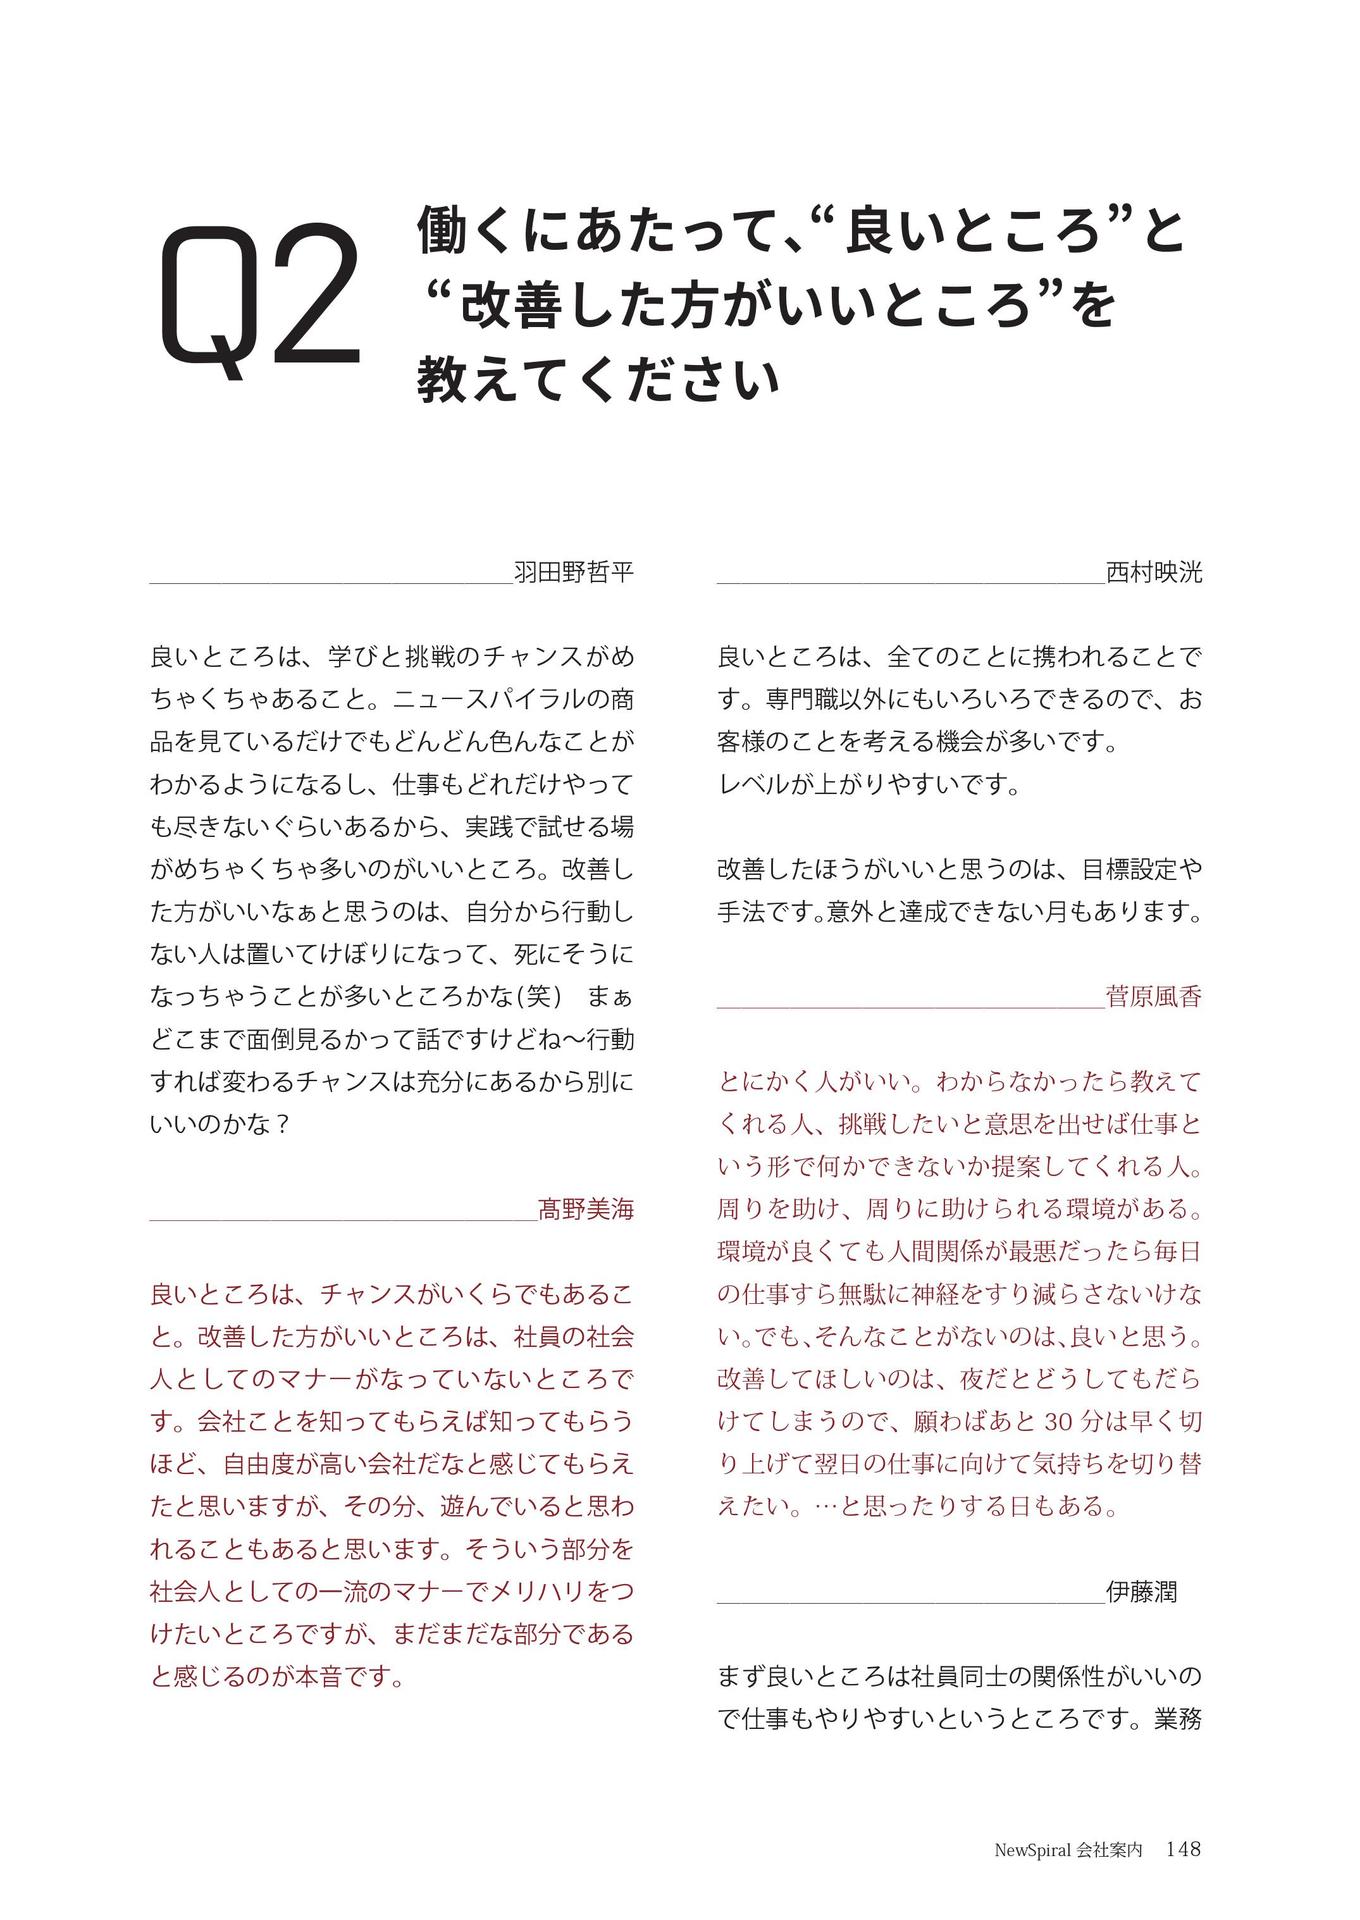 Q2
働くにあたって、“良いところ”と
“改善した方がいいところ”を
教えてください
羽田野哲平
良いところは、学びと挑戦のチャンスがめ
ちゃくちゃあること。ニュースパイラルの商
品を見ているだけでもどんどん色んなことが
わかるようになるし、仕事もどれだけやって
も尽きないぐらいあるから、実践で試せる場
がめちゃくちゃ多いのがいいところ。改善し
た方がいいなぁと思うのは、自分から行動し
ない人は置いてけぼりになって、死にそうに
なっちゃうことが多いところかな(笑)　まぁ
どこまで面倒見るかって話ですけどね〜行動
すれば変わるチャンスは充分にあるから別に
いいのかな？
髙野美海
良いところは、チャンスがいくらでもあるこ
と。改善した方がいいところは、社員の社会
人としてのマナーがなっていないところで
す。会社ことを知ってもらえば知ってもらう
ほど、自由度が高い会社だなと感じてもらえ
たと思いますが、その分、遊んでいると思わ
れることもあると思います。そういう部分を
社会人としての一流のマナーでメリハリをつ
けたいところですが、まだまだな部分である
と感じるのが本音です。
西村映洸
良いところは、全てのことに携われることで
す。専門職以外にもいろいろできるので、お
客様のことを考える機会が多いです。
レベルが上がりやすいです。
改善したほうがいいと思うのは、目標設定や
手法です。意外と達成できない月もあります。
菅原風香
とにかく人がいい。わからなかったら教えて
くれる人、挑戦したいと意思を出せば仕事と
いう形で何かできないか提案してくれる人。
周りを助け、周りに助けられる環境がある。
環境が良くても人間関係が最悪だったら毎日
の仕事すら無駄に神経をすり減らさないけな
い。でも、そんなことがないのは、良いと思う。
改善してほしいのは、夜だとどうしてもだら
けてしまうので、願わばあと 30 分は早く切
り上げて翌日の仕事に向けて気持ちを切り替
えたい。…と思ったりする日もある。
伊藤潤
まず良いところは社員同士の関係性がいいの
で仕事もやりやすいというところです。業務
NewSpiral 会社案内　148